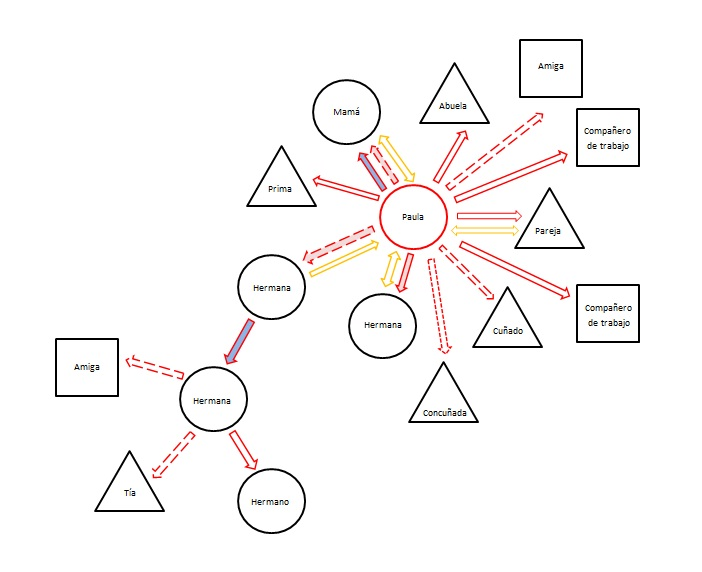 Amiga
Mamá
Abuela
Compañero
de trabajo
Prima
Paula
Pareja
Hermana
Hermana
Cuñado
Compañero
de trabajo
Amiga
Hermana
Concuñada
Tía
Hermano